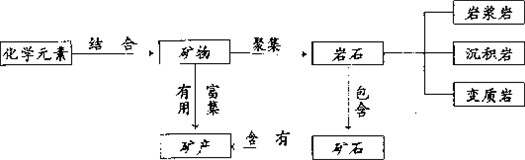 岩浆岩
化学元素 结合 矿物 聚集 岩石 沉积岩
有用 富集 包含 变质岩
矿产 含有 矿石